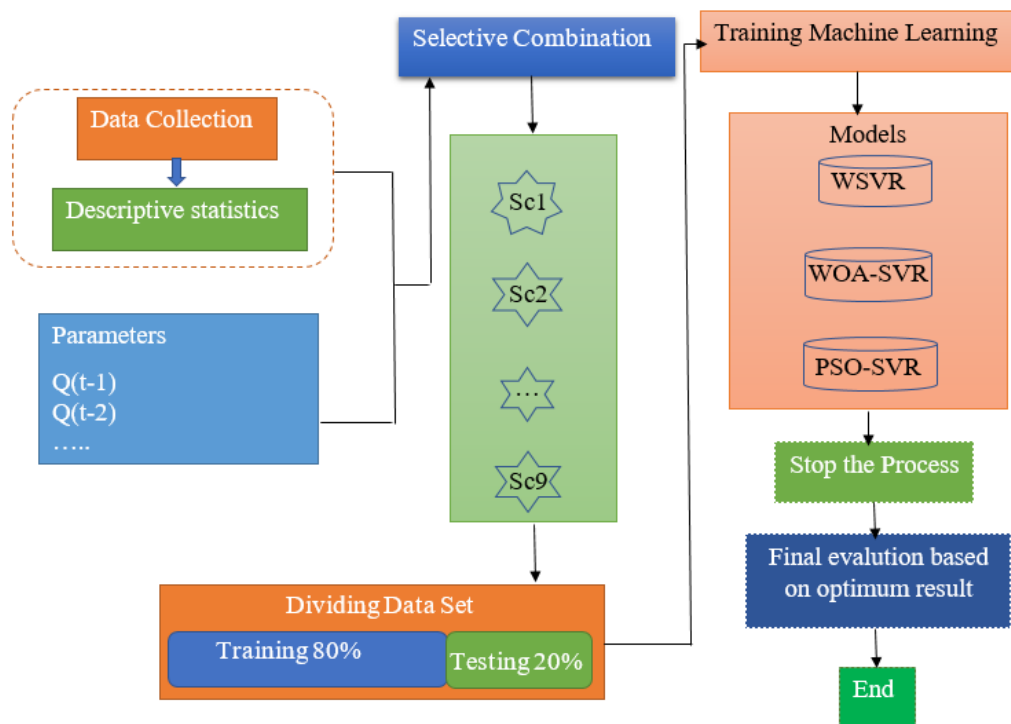 Data Collection
Descriptive statistics
Parameters
Q(t-1)
Q(t-2)
…..
Selective Combination
Sc1
Sc2
…
Sc9
Dividing Data Set
Training 80%
Testing 20%
Training Machine Learning
Models
WSVR
WOA-SVR
PSO-SVR
Stop the Process
Final evalution based
on optimum result
End